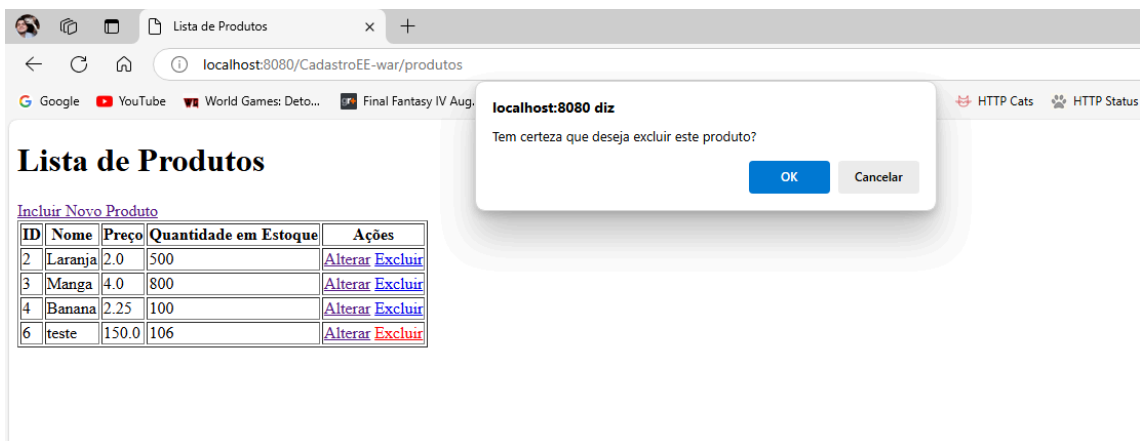 Lista de Produtos
localhost:8080/CadastroEE-war/produtos
Google YouTube World Games: Deto... Final Fantasy IV Aug. HTTP Cats HTTP Status
localhost:8080 diz
Tem certeza que deseja excluir este produto?
OK Cancelar
Lista de Produtos
Incluir Novo Produto
ID Nome Preço Quantidade em Estoque Ações
2 Laranja 2.0 500 Alterar Excluir
3 Manga 4.0 800 Alterar Excluir
4 Banana 2.25 100 Alterar Excluir
6 teste 150.0 106 Alterar Excluir